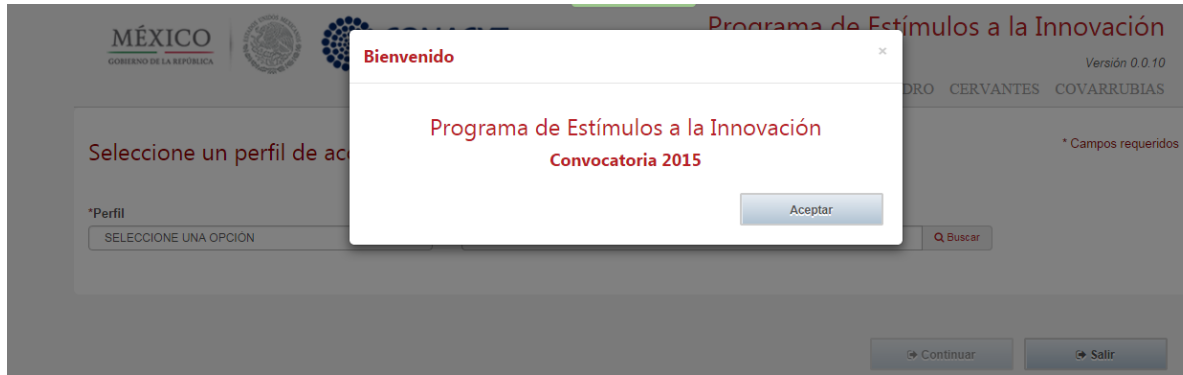 MÉXICO
GOBIERNO DE LA REPÚBLICA
Programa de Estímulos a la Innovación
Versión 0.0.10
CERVANTES COVARRUBIAS
Bienvenido
×
Programa de Estímulos a la Innovación
Convocatoria 2015
Aceptar
Seleccione un perfil de
* Campos requeridos
*Perfil
SELECCIONE UNA OPCIÓN
Buscar
Continuar
Salir